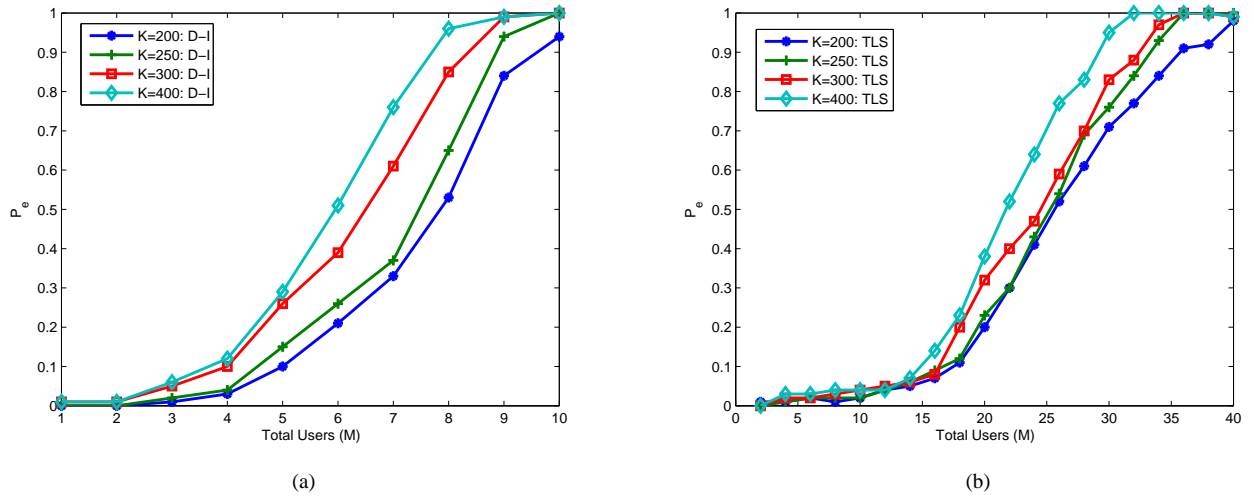 1
0.9
0.8
0.7
0.6
0.5
0.4
0.3
0.2
0.1
0
P_e
K=200: D−I
K=250: D−I
K=300: D−I
K=400: D−I
1 2 3 4 5 6 7 8 9 10
Total Users (M)
(a)
1
0.9
0.8
0.7
0.6
0.5
0.4
0.3
0.2
0.1
0
P_e
K=200: TLS
K=250: TLS
K=300: TLS
K=400: TLS
0 5 10 15 20 25 30 35 40
Total Users (M)
(b)